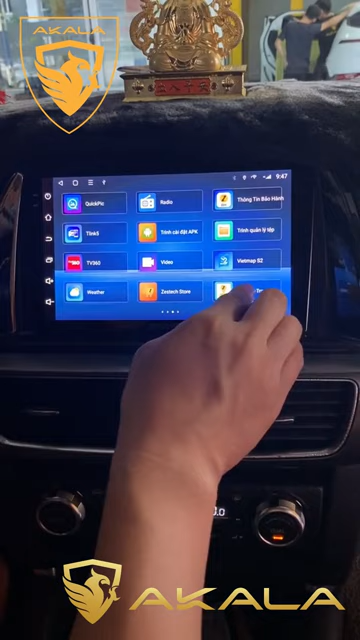 AKALA
9:47
QuickPic
Radio
Thông Tin Bảo Hành
Tlink5
Trình cài đặt APK
Trình quản lý tệp
TV360
Video
Vietmap S2
Weather
Zestech Store
AKALA